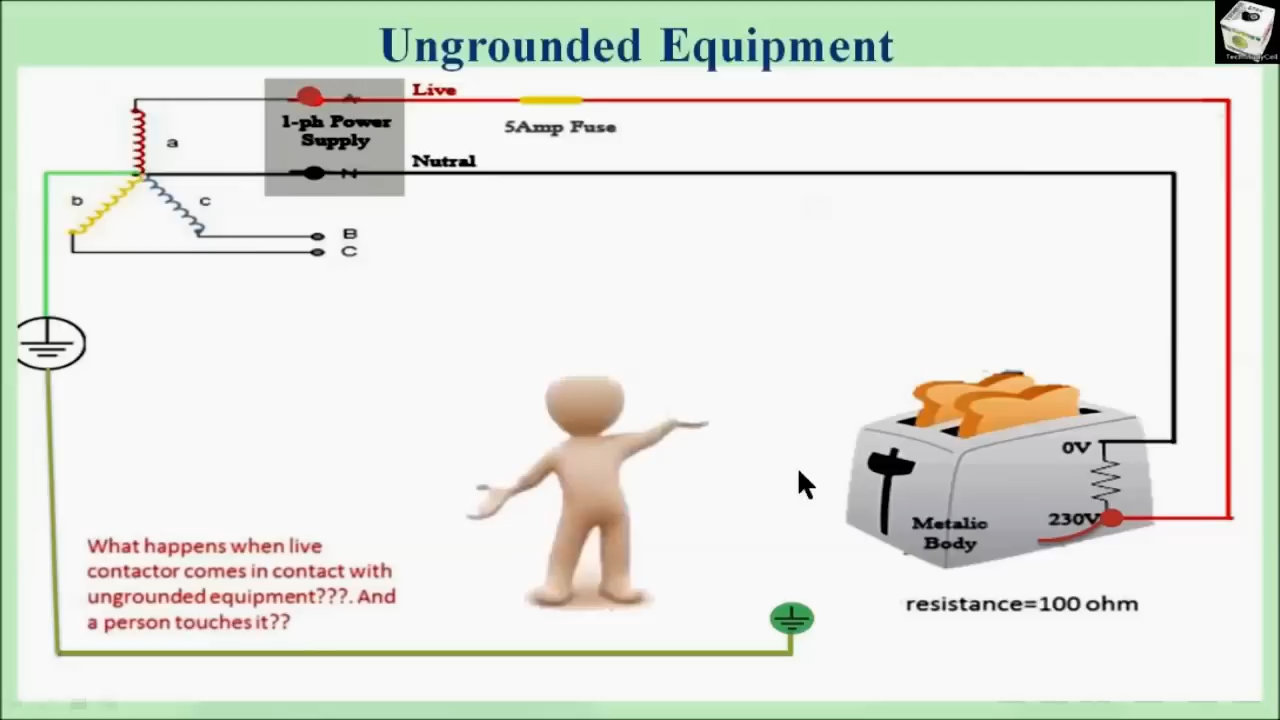 Ungrounded Equipment
TechnologyCell
Live
A
1-ph Power
Supply
5Amp Fuse
a
Nutral
N
b
c
B
C
0V
230V
Metalic
Body
What happens when live
contactor comes in contact with
ungrounded equipment???. And
a person touches it??
resistance=100 ohm